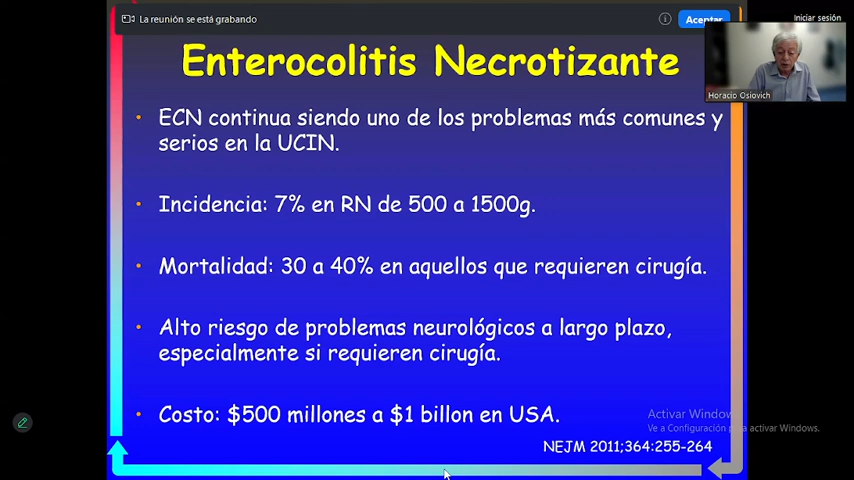 La reunión se está grabando
Aceptar
Iniciar sesión
Enterocolitis Necrotizante
Horacio Osiovich
• ECN continua siendo uno de los problemas más comunes y
serios en la UCIN.
• Incidencia: 7% en RN de 500 a 1500g.
• Mortalidad: 30 a 40% en aquellos que requieren cirugía.
• Alto riesgo de problemas neurológicos a largo plazo,
especialmente si requieren cirugía.
• Costo: $500 millones a $1 billon en USA.
Activar Windows
Ve a Configuración para activar Windows.
NEJM 2011;364:255-264